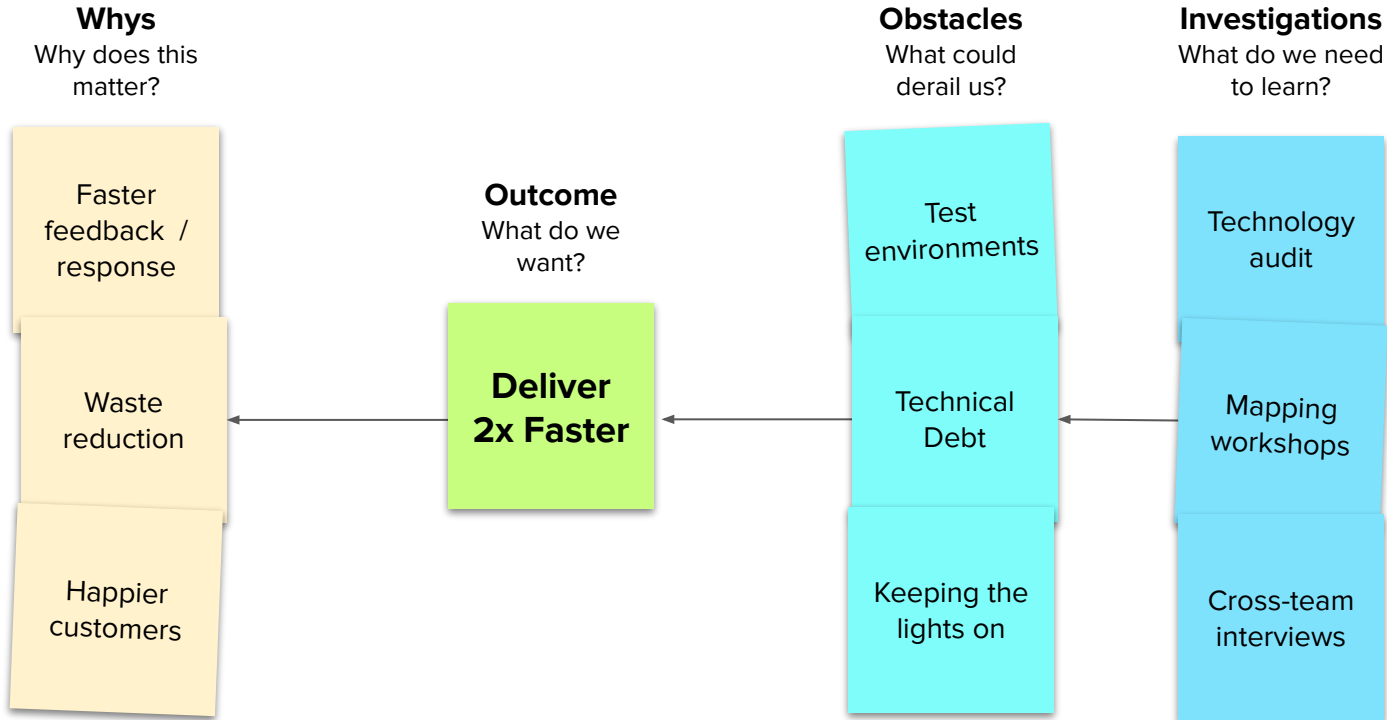 Whys
Why does this
matter?
Faster
feedback / 
response
Waste
reduction
Happier
customers
Outcome
What do we
want?
Deliver
2x Faster
Obstacles
What could
derail us?
Test
environments
Technical
Debt
Keeping the
lights on
Investigations
What do we need
to learn?
Technology
audit
Mapping
workshops
Cross-team
interviews